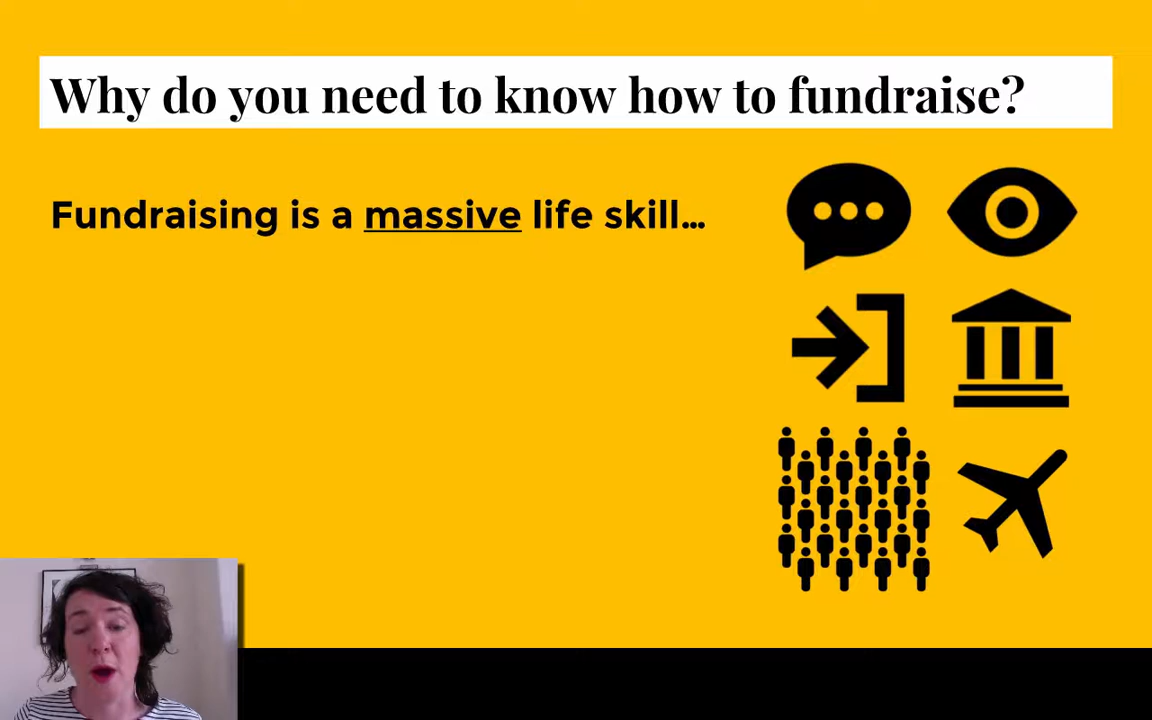 Why do you need to know how to fundraise?
Fundraising is a massive life skill...